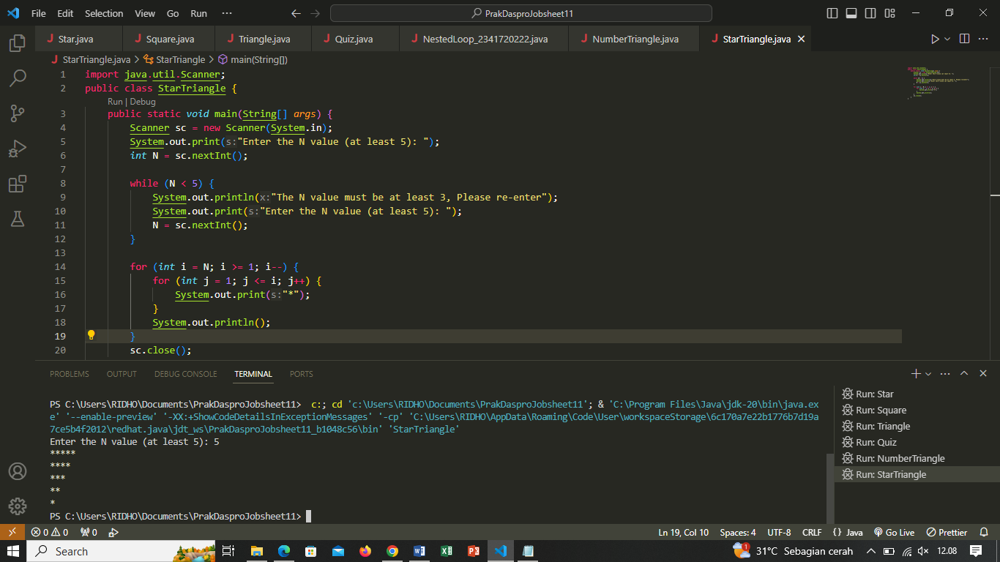 File Edit Selection View Go Run ··· PrakDasproJobsheet11
Star.java Square.java Triangle.java Quiz.java NestedLoop_2341720222.java NumberTriangle.java StarTriangle.java
StarTriangle.java > StarTriangle > main(String[])
1 import java.util.Scanner;
2 public class StarTriangle {
Run | Debug
3 public static void main(String[] args) {
4 Scanner sc = new Scanner(System.in);
5 System.out.print(s:"Enter the N value (at least 5): ");
6 int N = sc.nextInt();
7
8 while (N < 5) {
9 System.out.println(x:"The N value must be at least 3, Please re-enter");
10 System.out.print(s:"Enter the N value (at least 5): ");
11 N = sc.nextInt();
12 }
13
14 for (int i = N; i >= 1; i--) {
15 for (int j = 1; j <= i; j++) {
16 System.out.print(s:"*");
17 }
18 System.out.println();
19 }
20 sc.close();
PROBLEMS OUTPUT DEBUG CONSOLE TERMINAL PORTS
PS C:\Users\RIDHO\Documents\PrakDasproJobsheet11> c:; cd 'c:\Users\RIDHO\Documents\PrakDasproJobsheet11'; & 'C:\Program Files\Java\jdk-20\bin\java.ex
e' '--enable-preview' '-XX:+ShowCodeDetailsInExceptionMessages' '-cp' 'C:\Users\RIDHO\AppData\Roaming\Code\User\workspaceStorage\6c170a7e22b1776b7d19a
7ce5b4f2012\redhat.java\jdt_ws\PrakDasproJobsheet11_b1048c56\bin' 'StarTriangle'
Enter the N value (at least 5): 5
*****
****
***
**
*
PS C:\Users\RIDHO\Documents\PrakDasproJobsheet11>
Run: Star
Run: Square
Run: Triangle
Run: Quiz
Run: NumberTriangle
Run: StarTriangle
0 0 0 Ln 19, Col 10 Spaces: 4 UTF-8 CRLF {} Java Go Live Prettier
Search 1 31°C Sebagian cerah 12.08